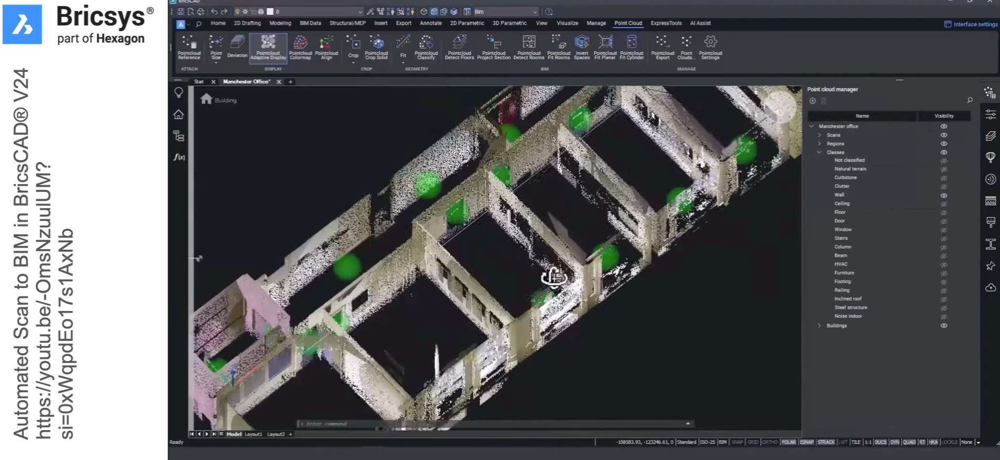 Bricsys®
part of Hexagon
Automated Scan to BIM in BricsCAD® V24
https://youtu.be/-OmsNzuulUM?
si=0xWqpdEo17s1AxNb
BricsCAD
0
Bim
Home 2D Drafting Modeling BIM Data Structural/MEP Insert Export Annotate 2D Parametric 3D Parametric View Visualize Manage Point Cloud ExpressTools AI Assist
Interface settings
Pointcloud Reference
Point Size
Deviation
Pointcloud Adaptive Display
Pointcloud Colormap
Pointcloud Align
Crop
Pointcloud Crop Solid
Fit
Pointcloud Classify
Pointcloud Detect Floors
Pointcloud Project Section
Pointcloud Detect Rooms
Pointcloud Fit Rooms
Invert Spaces
Pointcloud Fit Planar
Pointcloud Fit Cylinder
Pointcloud Export
Point Clouds...
Pointcloud Settings
ATTACH DISPLAY CROP GEOMETRY BIM MANAGE
Start Manchester Office*
Building
f(x)
Point cloud manager
Name Visibility
Manchester office
Scans
Regions
Classes
Not classified
Natural terrain
Curbstone
Clutter
Wall
Ceiling
Floor
Door
Window
Stairs
Column
Beam
HVAC
Furniture
Footing
Railing
Inclined roof
Steel structure
Noise indoor
Buildings
: Enter command
Model Layout1 Layout2 +
Ready
-108583.93, -123246.61, 0 Standard ISO-25 BIM SNAP GRID ORTHO POLAR ESNAP STRACK LWT TILE 1:1 DUCS DYN QUAD RT HKA LOCKUI None